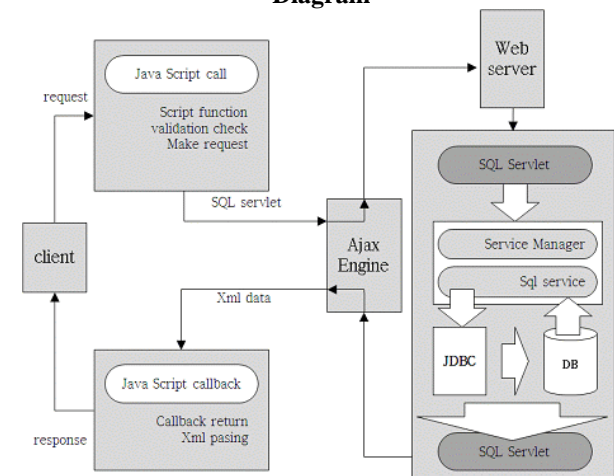 Diagram
Web
server
Java Script call
request
Script function
validation check
Make request
SQL Servlet
SQL servlet
client
Ajax
Engine
Service Manager
Sql service
Xml data
JDBC
DB
Java Script callback
Callback return
Xml pasing
response
SQL Servlet